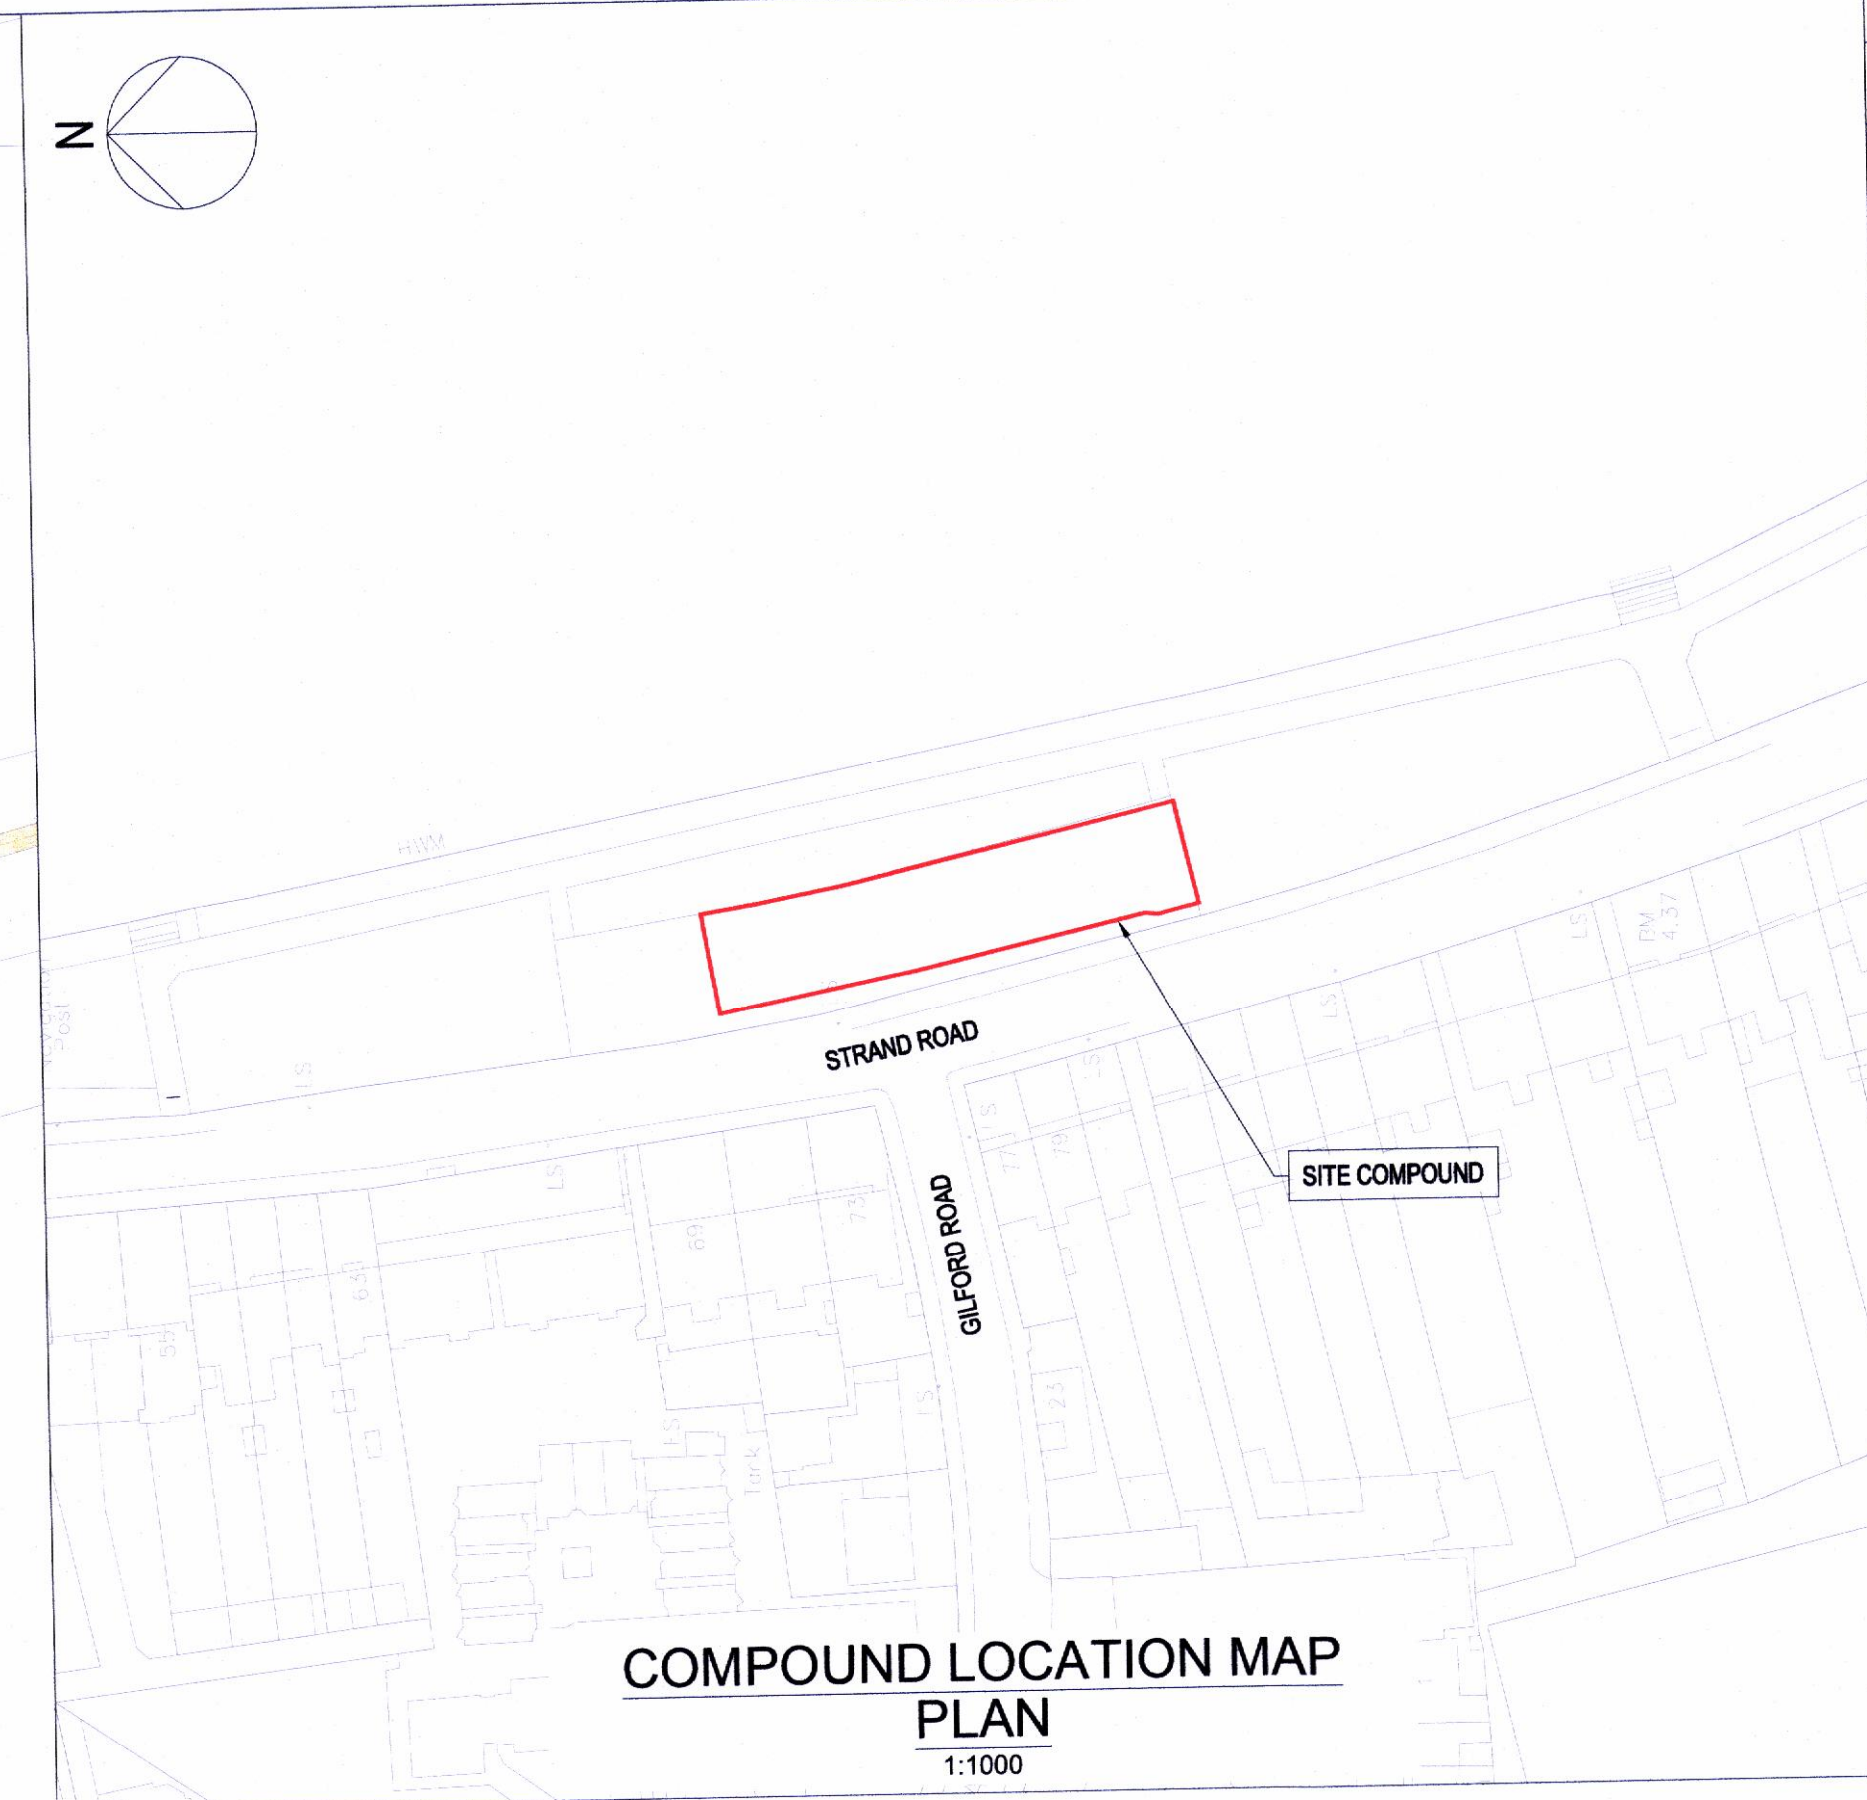 N
HWM
LS
LS
BM
4.37
LS
STRAND ROAD
LS
77
79
LS
SITE COMPOUND
GILFORD ROAD
69
73
63
55
23
LS
LS
Tank
COMPOUND LOCATION MAP
PLAN
1:1000